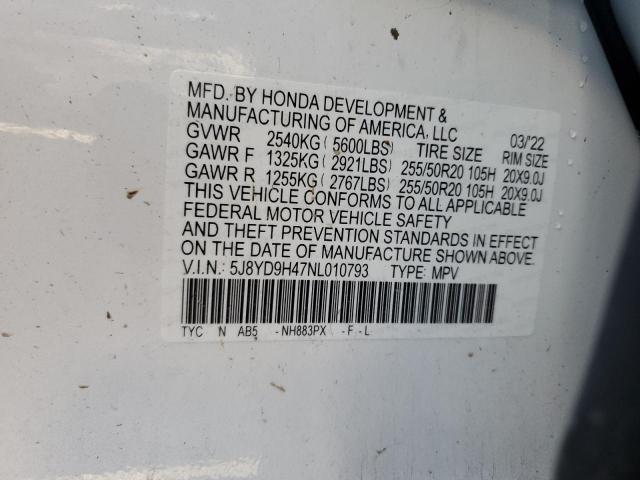 MFD. BY HONDA DEVELOPMENT &
MANUFACTURING OF AMERICA, LLC 03/'22
GVWR 2540KG( 5600LBS) TIRE SIZE RIM SIZE
GAWR F 1325KG( 2921LBS) 255/50R20 105H 20X9.0J
GAWR R 1255KG( 2767LBS) 255/50R20 105H 20X9.0J
THIS VEHICLE CONFORMS TO ALL APPLICABLE
FEDERAL MOTOR VEHICLE SAFETY
AND THEFT PREVENTION STANDARDS IN EFFECT
ON THE DATE OF MANUFACTURE SHOWN ABOVE.
V.I.N.: 5J8YD9H47NL010793 TYPE: MPV
TYC N AB5 -NH883PX -F-L